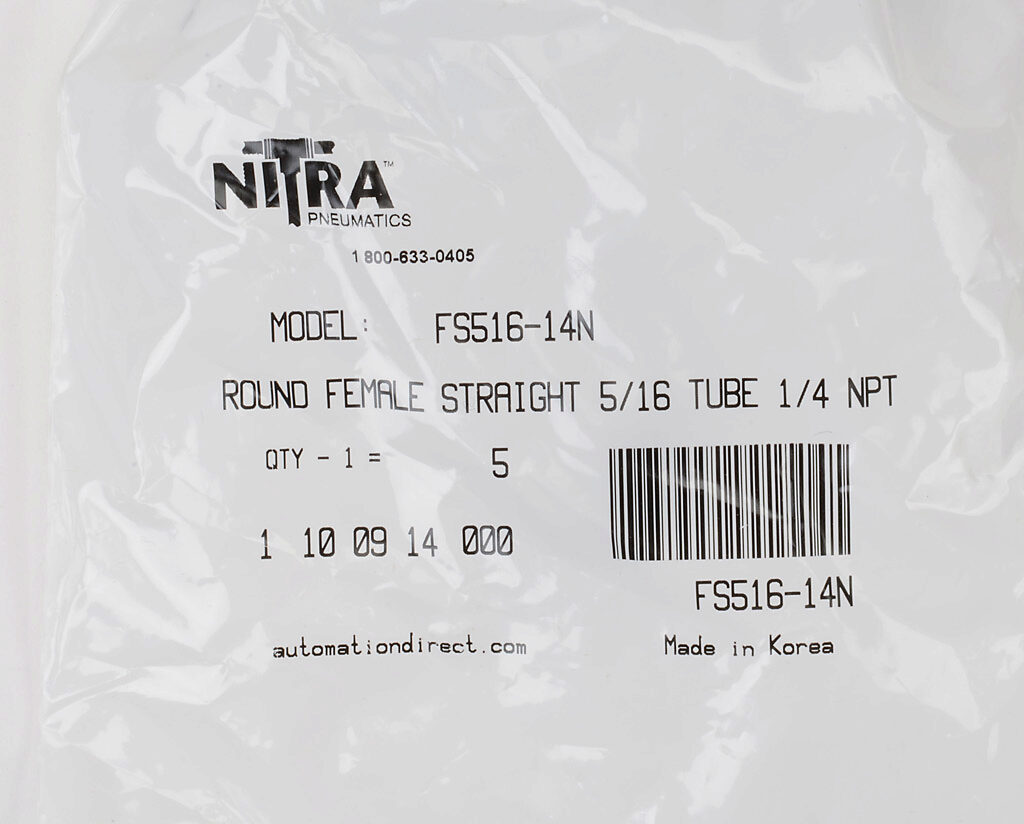 NITRA™
PNEUMATICS
1 800-633-0405
MODEL: FS516-14N
ROUND FEMALE STRAIGHT 5/16 TUBE 1/4 NPT
QTY - 1 = 5
1 10 09 14 000
FS516-14N
automationdirect.com Made in Korea